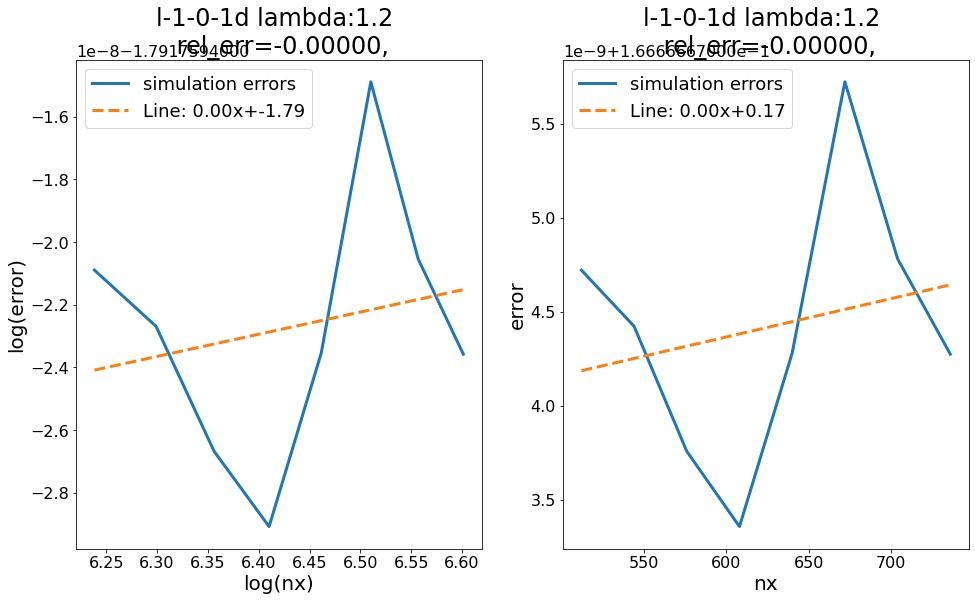 l-1-0-1d lambda:1.2
rel_err=-0.00000,
1e−8−1.7917594000
simulation errors
Line: 0.00x+-1.79
log(error)
−1.6
−1.8
−2.0
−2.2
−2.4
−2.6
−2.8
6.25 6.30 6.35 6.40 6.45 6.50 6.55 6.60
log(nx)
l-1-0-1d lambda:1.2
rel_err=-0.00000,
1e−9+1.6666667000e−1
simulation errors
Line: 0.00x+0.17
error
5.5
5.0
4.5
4.0
3.5
550 600 650 700
nx